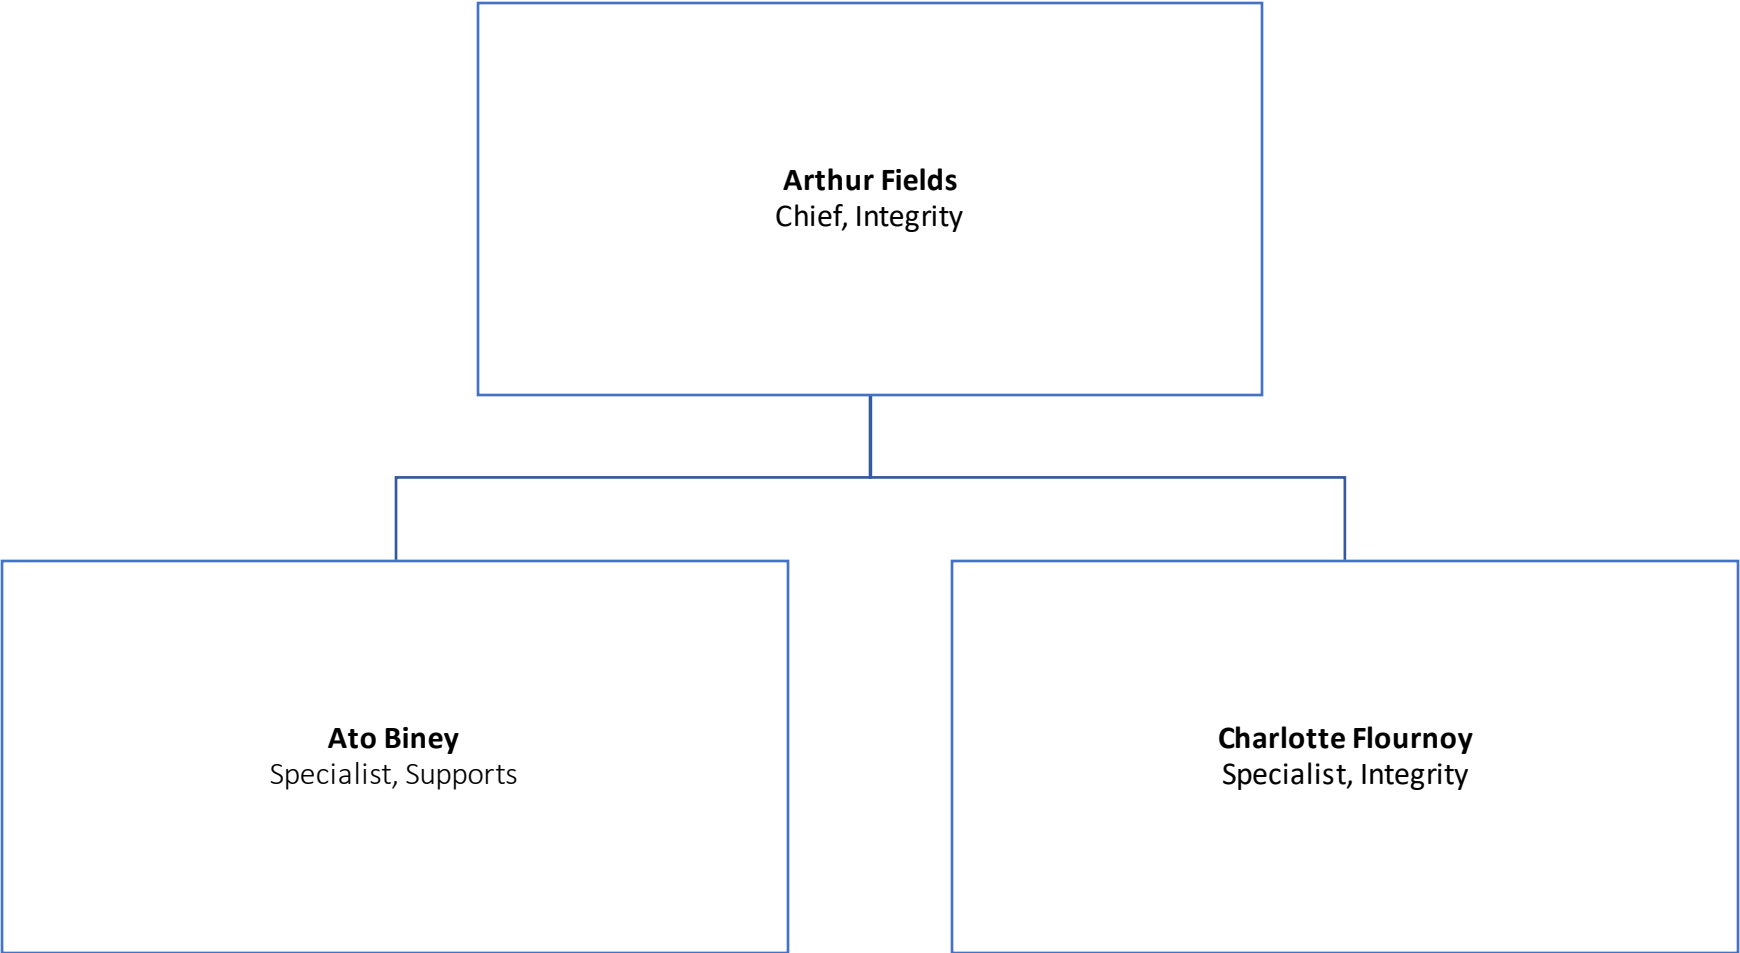 Arthur Fields
Chief, Integrity
Ato Biney
Specialist, Supports
Charlotte Flournoy
Specialist, Integrity